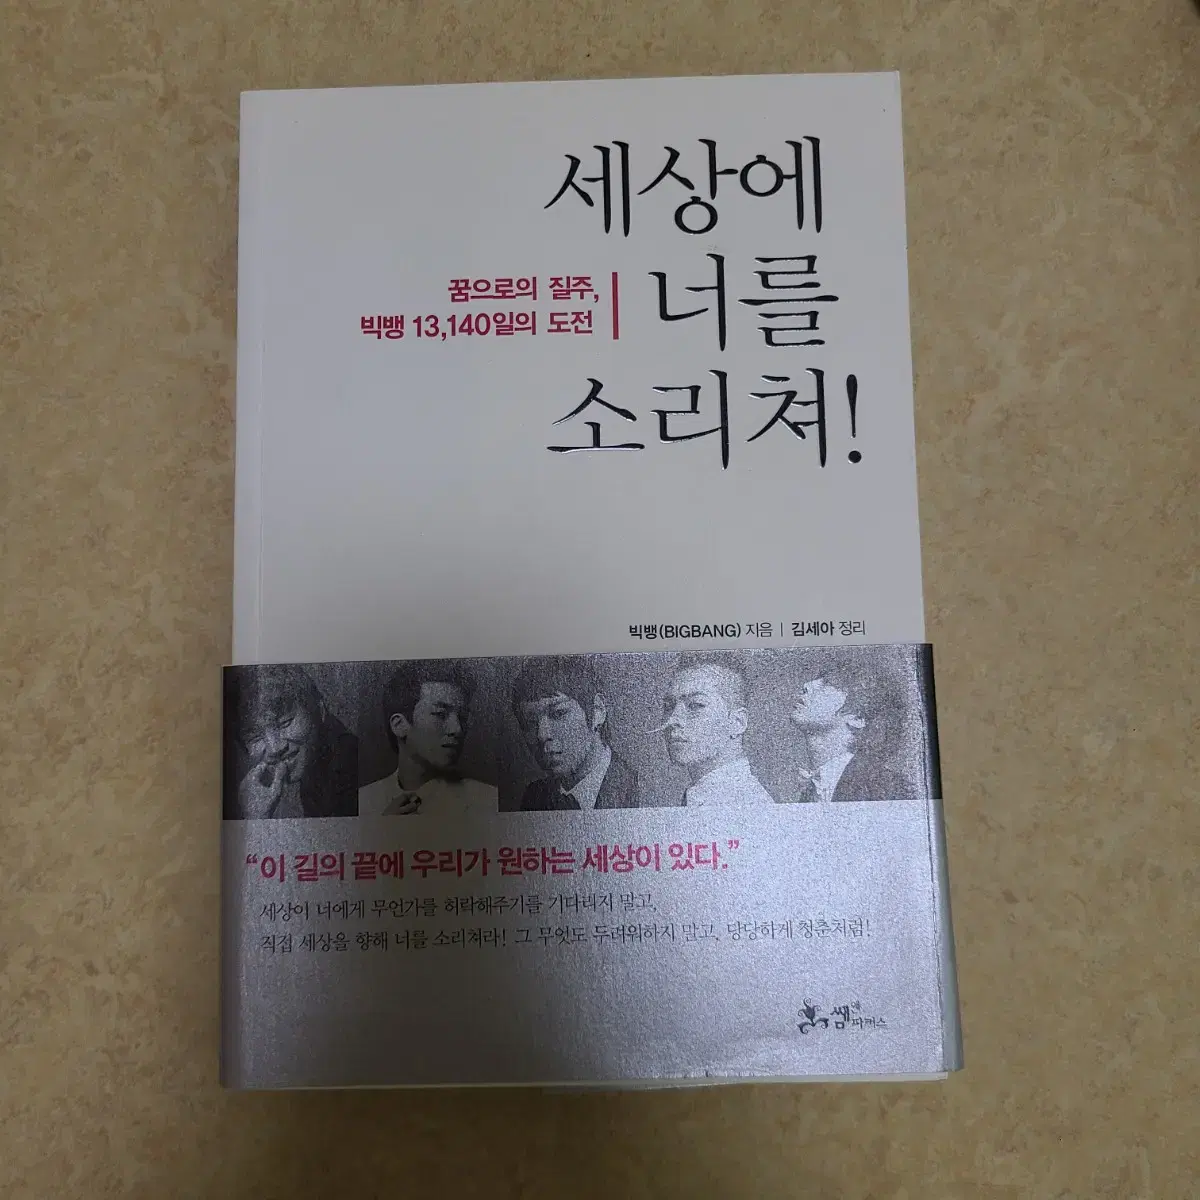 세상에
너를
소리쳐!
꿈으로의 질주,
빅뱅 13,140일의 도전
빅뱅(BIGBANG) 지음 | 김세아 정리
“이 길의 끝에 우리가 원하는 세상이 있다.”
세상이 너에게 무언가를 허락해주기를 기다리지 말고,
직접 세상을 향해 너를 소리쳐라! 그 무엇도 두려워하지 말고, 당당하게 청춘처럼!
쌤앤파커스